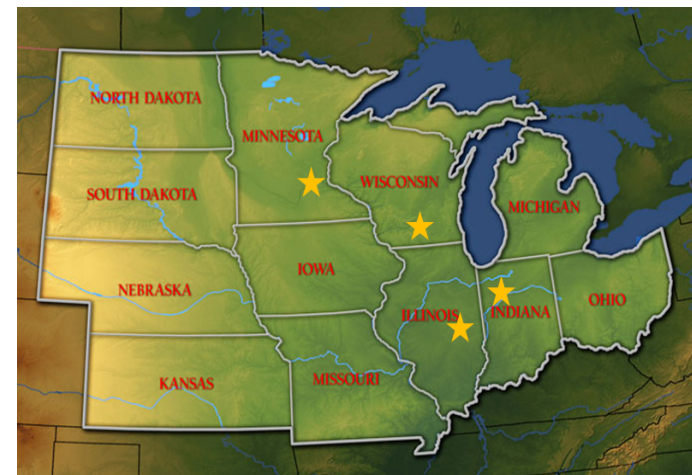 NORTH DAKOTA
MINNESOTA
SOUTH DAKOTA
WISCONSIN
MICHIGAN
IOWA
NEBRASKA
OHIO
ILLINOIS
INDIANA
KANSAS
MISSOURI